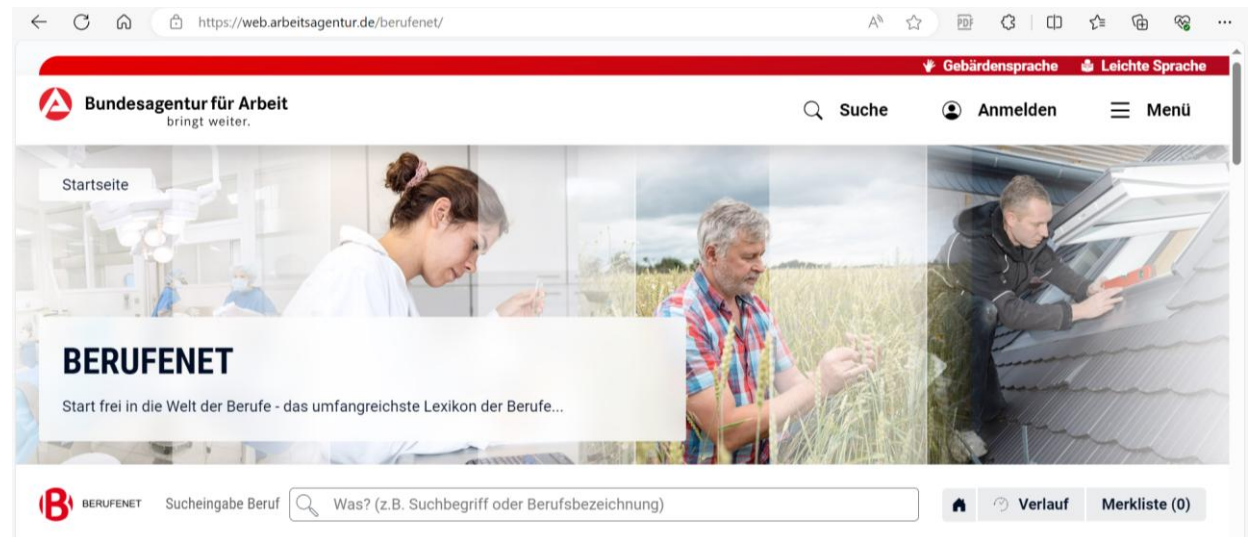 https://web.arbeitsagentur.de/berufenet/
A
PDF
Gebärdensprache Leichte Sprache
Bundesagentur für Arbeit
bringt weiter.
Suche Anmelden Menü
Startseite
BERUFENET
Start frei in die Welt der Berufe - das umfangreichste Lexikon der Berufe...
B BERUFENET Sucheingabe Beruf Was? (z.B. Suchbegriff oder Berufsbezeichnung) Verlauf Merkliste (0)